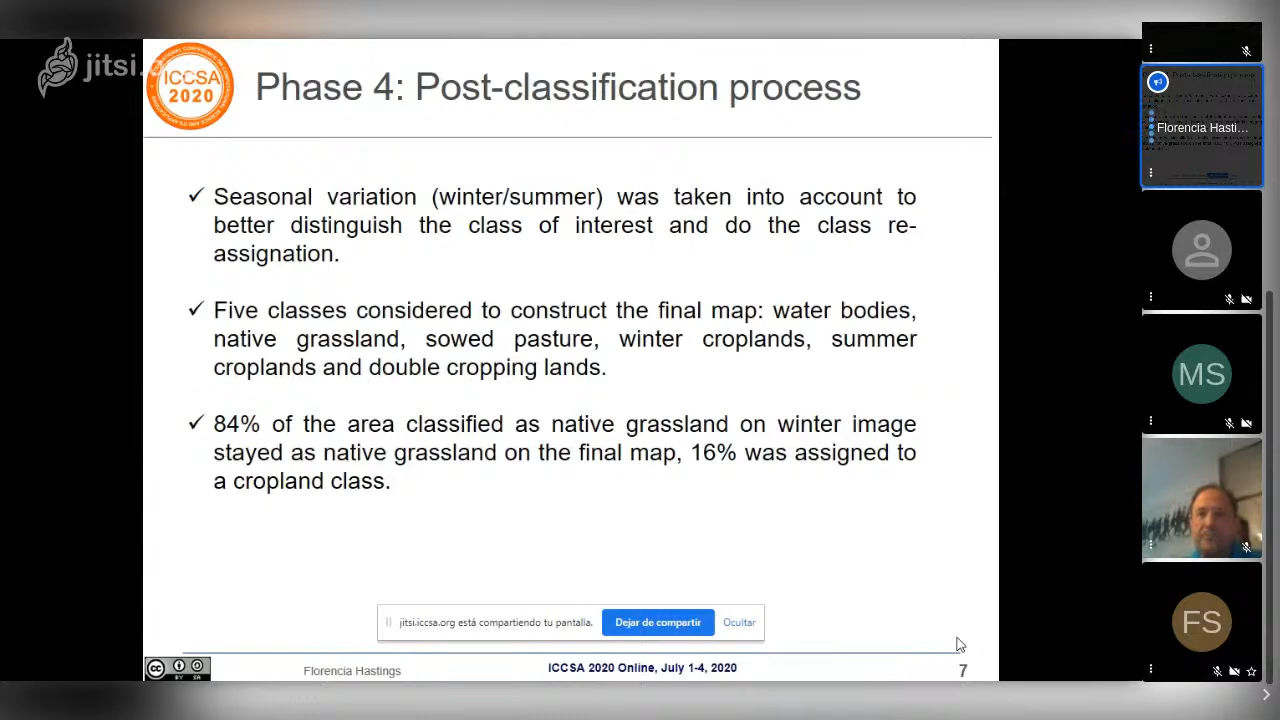 jitsi.
ICCSA
2020
Phase 4: Post-classification process
Seasonal variation (winter/summer) was taken into account to
better distinguish the class of interest and do the class re-
assignation.
Five classes considered to construct the final map: water bodies,
native grassland, sowed pasture, winter croplands, summer
croplands and double cropping lands.
84% of the area classified as native grassland on winter image
stayed as native grassland on the final map, 16% was assigned to
a cropland class.
jitsi.iccsa.org está compartiendo tu pantalla.
Dejar de compartir
Ocultar
cc
BY SA
Florencia Hastings
ICCSA 2020 Online, July 1-4, 2020
7
Florencia Hasti...
MS
FS